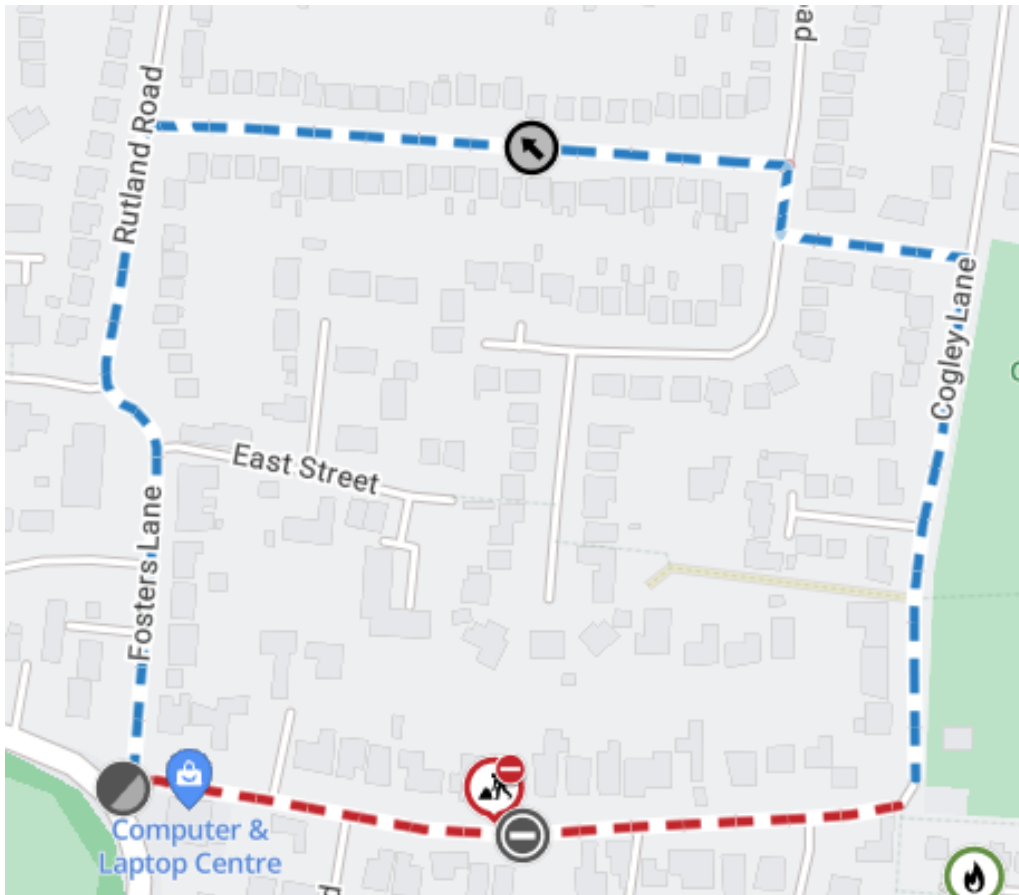 Rutland Road
ad
Cogley Lane
East Street
Fosters Lane
Computer &
Laptop Centre
d